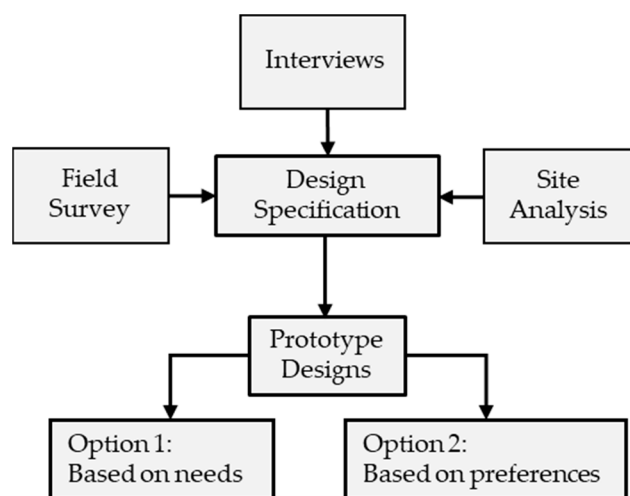 Interviews
Field
Survey
Design
Specification
Site
Analysis
Prototype
Designs
Option 1:
Based on needs
Option 2:
Based on preferences